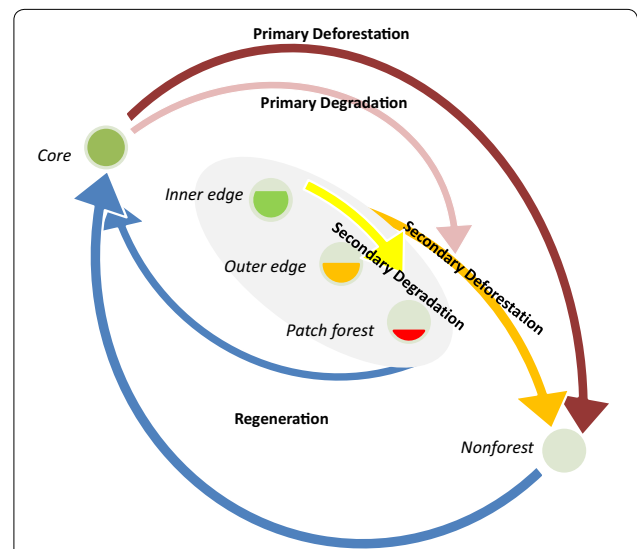 Primary Deforestation
Primary Degradation
Core
Inner edge
Secondary Deforestation
Secondary Degradation
Outer edge
Patch forest
Regeneration
Nonforest